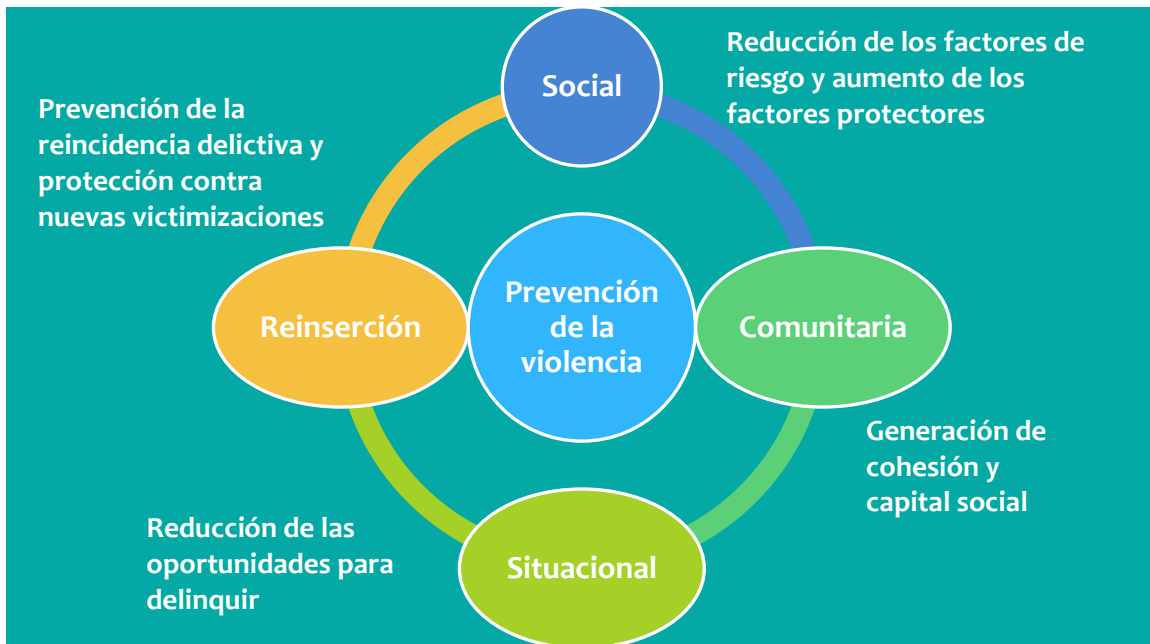 Social
Reducción de los factores de
riesgo y aumento de los
factores protectores
Prevención de la
reincidencia delictiva y
protección contra
nuevas victimizaciones
Reinserción
Prevención
de la
violencia
Comunitaria
Generación de
cohesión y
capital social
Reducción de las
oportunidades para
delinquir
Situacional